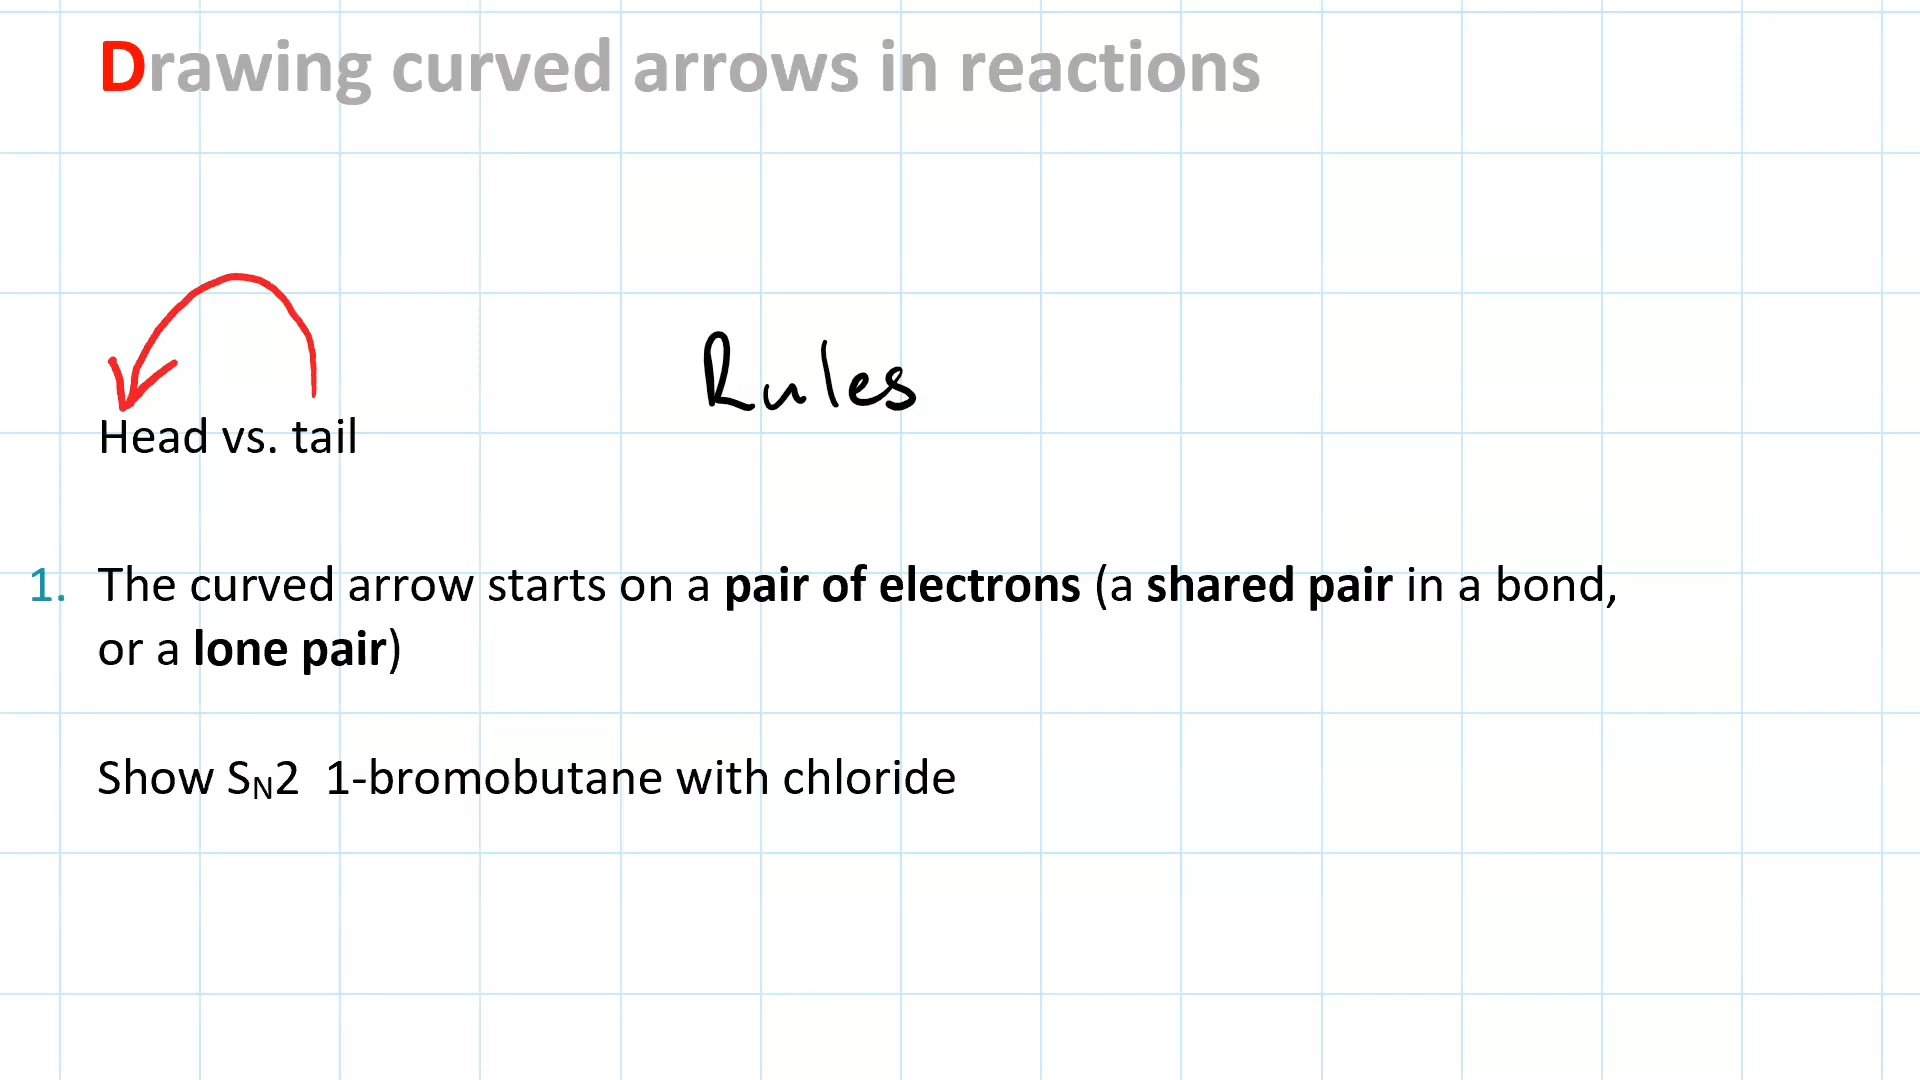 Drawing curved arrows in reactions
Rules
Head vs. tail
1. The curved arrow starts on a pair of electrons (a shared pair in a bond,
or a lone pair)
Show SN2 1-bromobutane with chloride